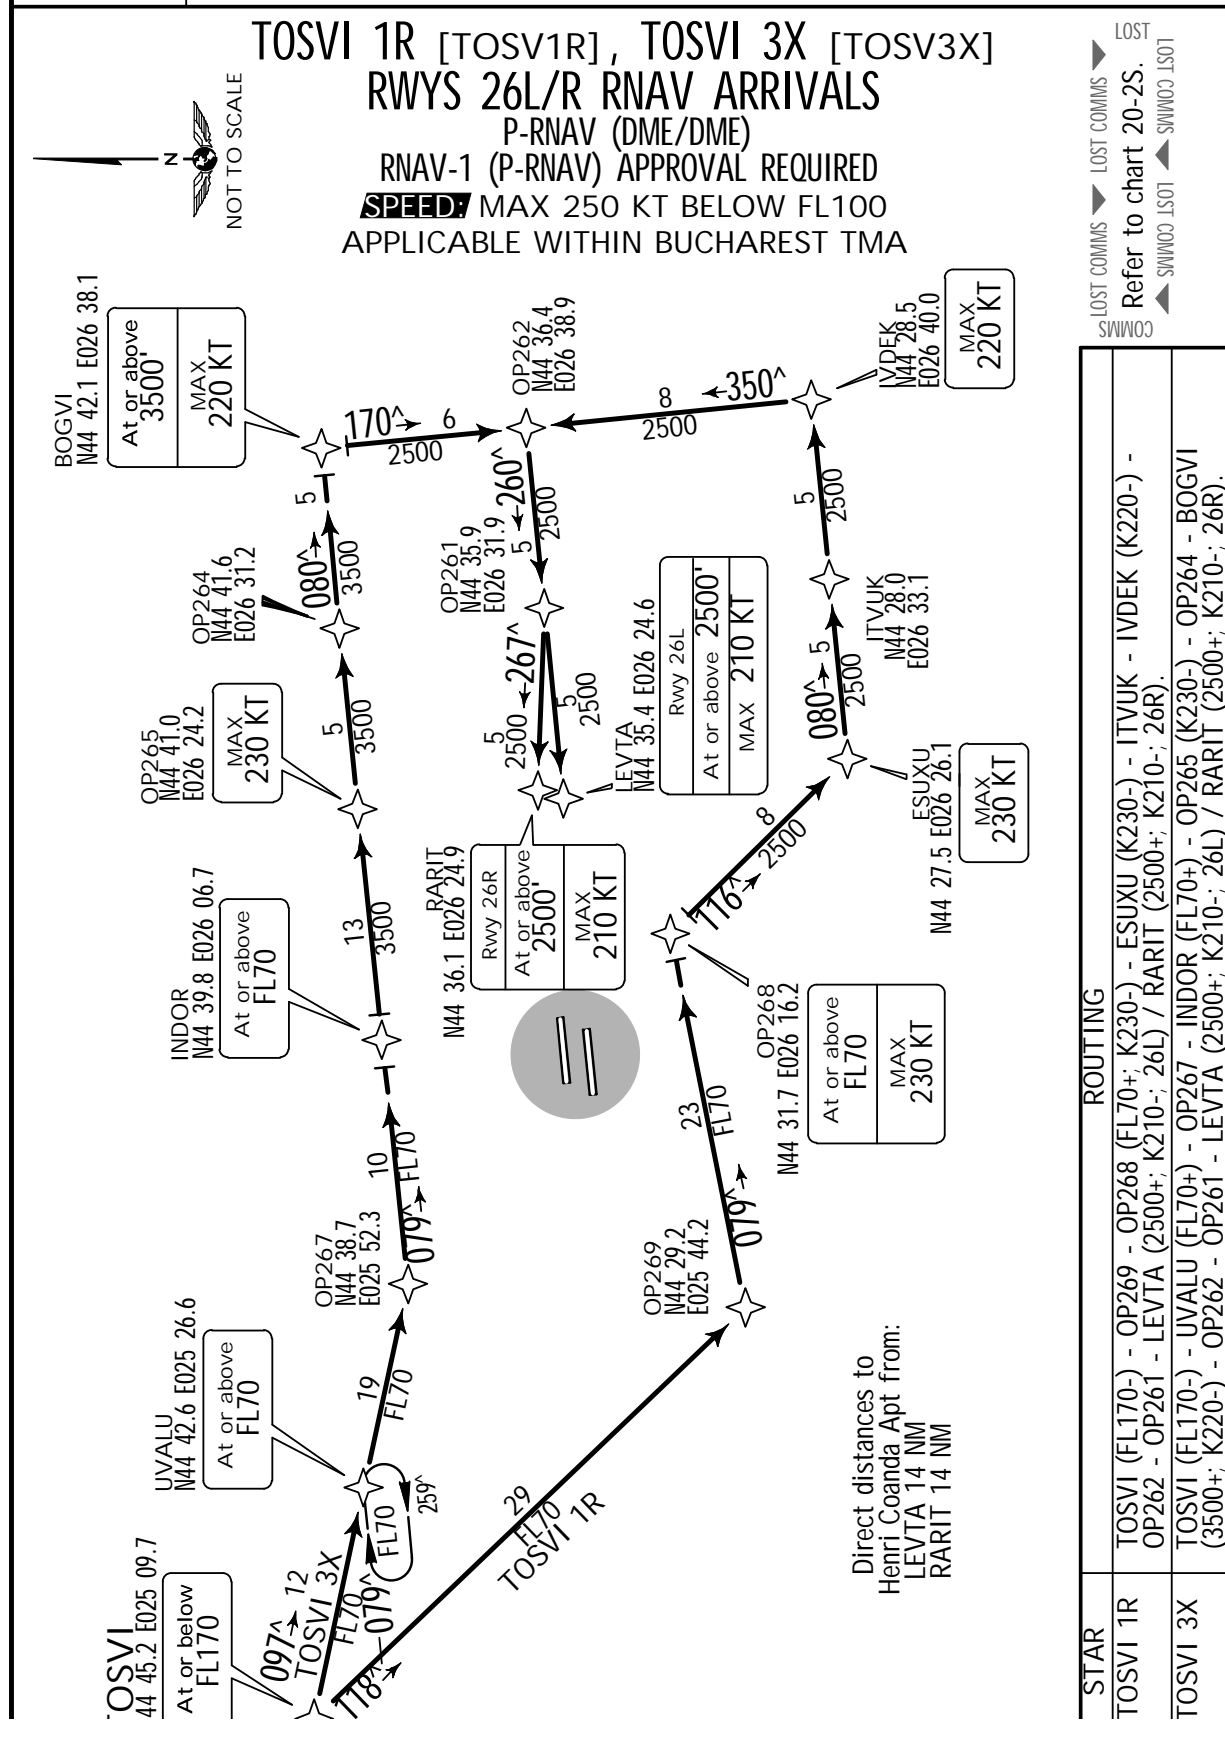 TOSVI 1R [TOSV1R], TOSVI 3X [TOSV3X]
RWYS 26L/R RNAV ARRIVALS
P-RNAV (DME/DME)
RNAV-1 (P-RNAV) APPROVAL REQUIRED
SPEED: MAX 250 KT BELOW FL100
APPLICABLE WITHIN BUCHAREST TMA
N
NOT TO SCALE
LOST COMMS LOST COMMS LOST
COMMS
Refer to chart 20-2S.
LOST COMMS LOST COMMS
BOGVI
N44 42.1 E026 38.1
At or above
3500'
MAX
220 KT
OP262
N44 36.4
E026 38.9
IVDEK
N44 28.5
E026 40.0
MAX
220 KT
170^
6
2500
8
350^
2500
5
080^
3500
OP264
N44 41.6
E026 31.2
260^
5
2500
OP261
N44 35.9
E026 31.9
5
2500
ITVUK
N44 28.0
E026 33.1
OP265
N44 41.0
E026 24.2
MAX
230 KT
5
3500
267^
5
2500
5
2500
LEVTA
N44 35.4 E026 24.6
Rwy 26L
At or above 2500'
MAX 210 KT
080^
5
2500
ESUXU
N44 27.5 E026 26.1
MAX
230 KT
INDOR
N44 39.8 E026 06.7
At or above
FL70
13
3500
RARIT
N44 36.1 E026 24.9
Rwy 26R
At or above
2500'
MAX
210 KT
116^
8
2500
OP268
N44 31.7 E026 16.2
At or above
FL70
MAX
230 KT
10
FL70
079^
OP267
N44 38.7
E025 52.3
23
FL70
079^
OP269
N44 29.2
E025 44.2
UVALU
N44 42.6 E025 26.6
At or above
FL70
19
FL70
FL70
259^
079^
29
FL70
TOSVI 1R
118^
097^
12
TOSVI 3X
FL70
TOSVI
44 45.2 E025 09.7
At or below
FL170
Direct distances to
Henri Coanda Apt from:
LEVTA 14 NM
RARIT 14 NM
STAR
ROUTING
TOSVI 1R
TOSVI (FL170-) - OP269 - OP268 (FL70+; K230-) - ESUXU (K230-) - ITVUK - IVDEK (K220-) -
OP262 - OP261 - LEVTA (2500+; K210-; 26L) / RARIT (2500+; K210-; 26R).
TOSVI 3X
TOSVI (FL170-) - UVALU (FL70+) - OP267 - INDOR (FL70+) - OP265 (K230-) - OP264 - BOGVI
(3500+; K220-) - OP262 - OP261 - LEVTA (2500+; K210-; 26L) / RARIT (2500+; K210-; 26R).